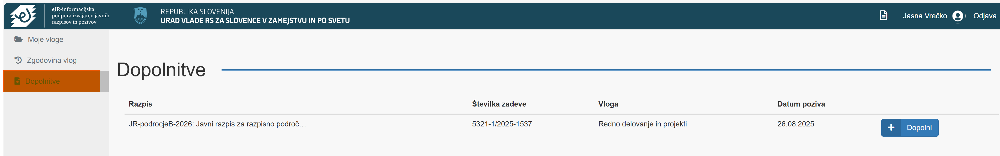 eJR-informacijska
podpora izvajanju javnih
razpisov in pozivov
REPUBLIKA SLOVENIJA
URAD VLADE RS ZA SLOVENCE V ZAMEJSTVU IN PO SVETU
Jasna Vrečko
Odjava
Moje vloge
Zgodovina vlog
Dopolnitve
Dopolnitve
Razpis Številka zadeve Vloga Datum poziva
JR-podrocjeB-2026: Javni razpis za razpisno področ… 5321-1/2025-1537 Redno delovanje in projekti 26.08.2025 Dopolni